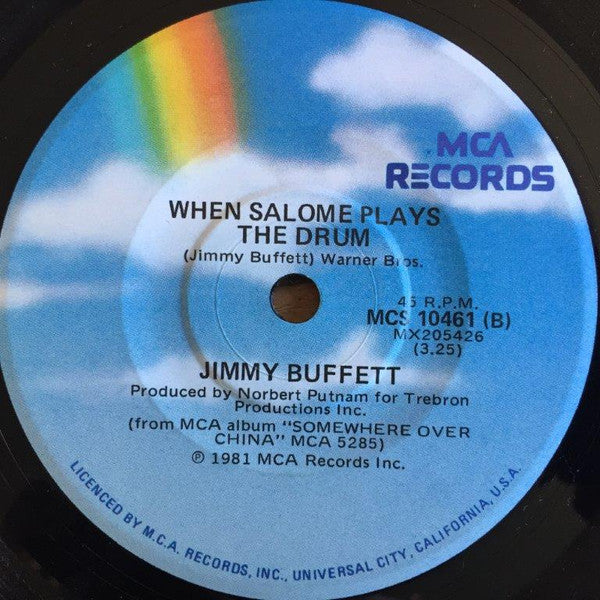 MCA
RECORDS
WHEN SALOME PLAYS
THE DRUM
(Jimmy Buffett) Warner Bros.
45 R.P.M.
MCS 10461 (B)
MX205426
(3.25)
JIMMY BUFFETT
Produced by Norbert Putnam for Trebron
Productions Inc.
(from MCA album "SOMEWHERE OVER
CHINA" MCA 5285)
℗ 1981 MCA Records Inc.
LICENCED BY M.C.A. RECORDS, INC., UNIVERSAL CITY, CALIFORNIA, U.S.A.